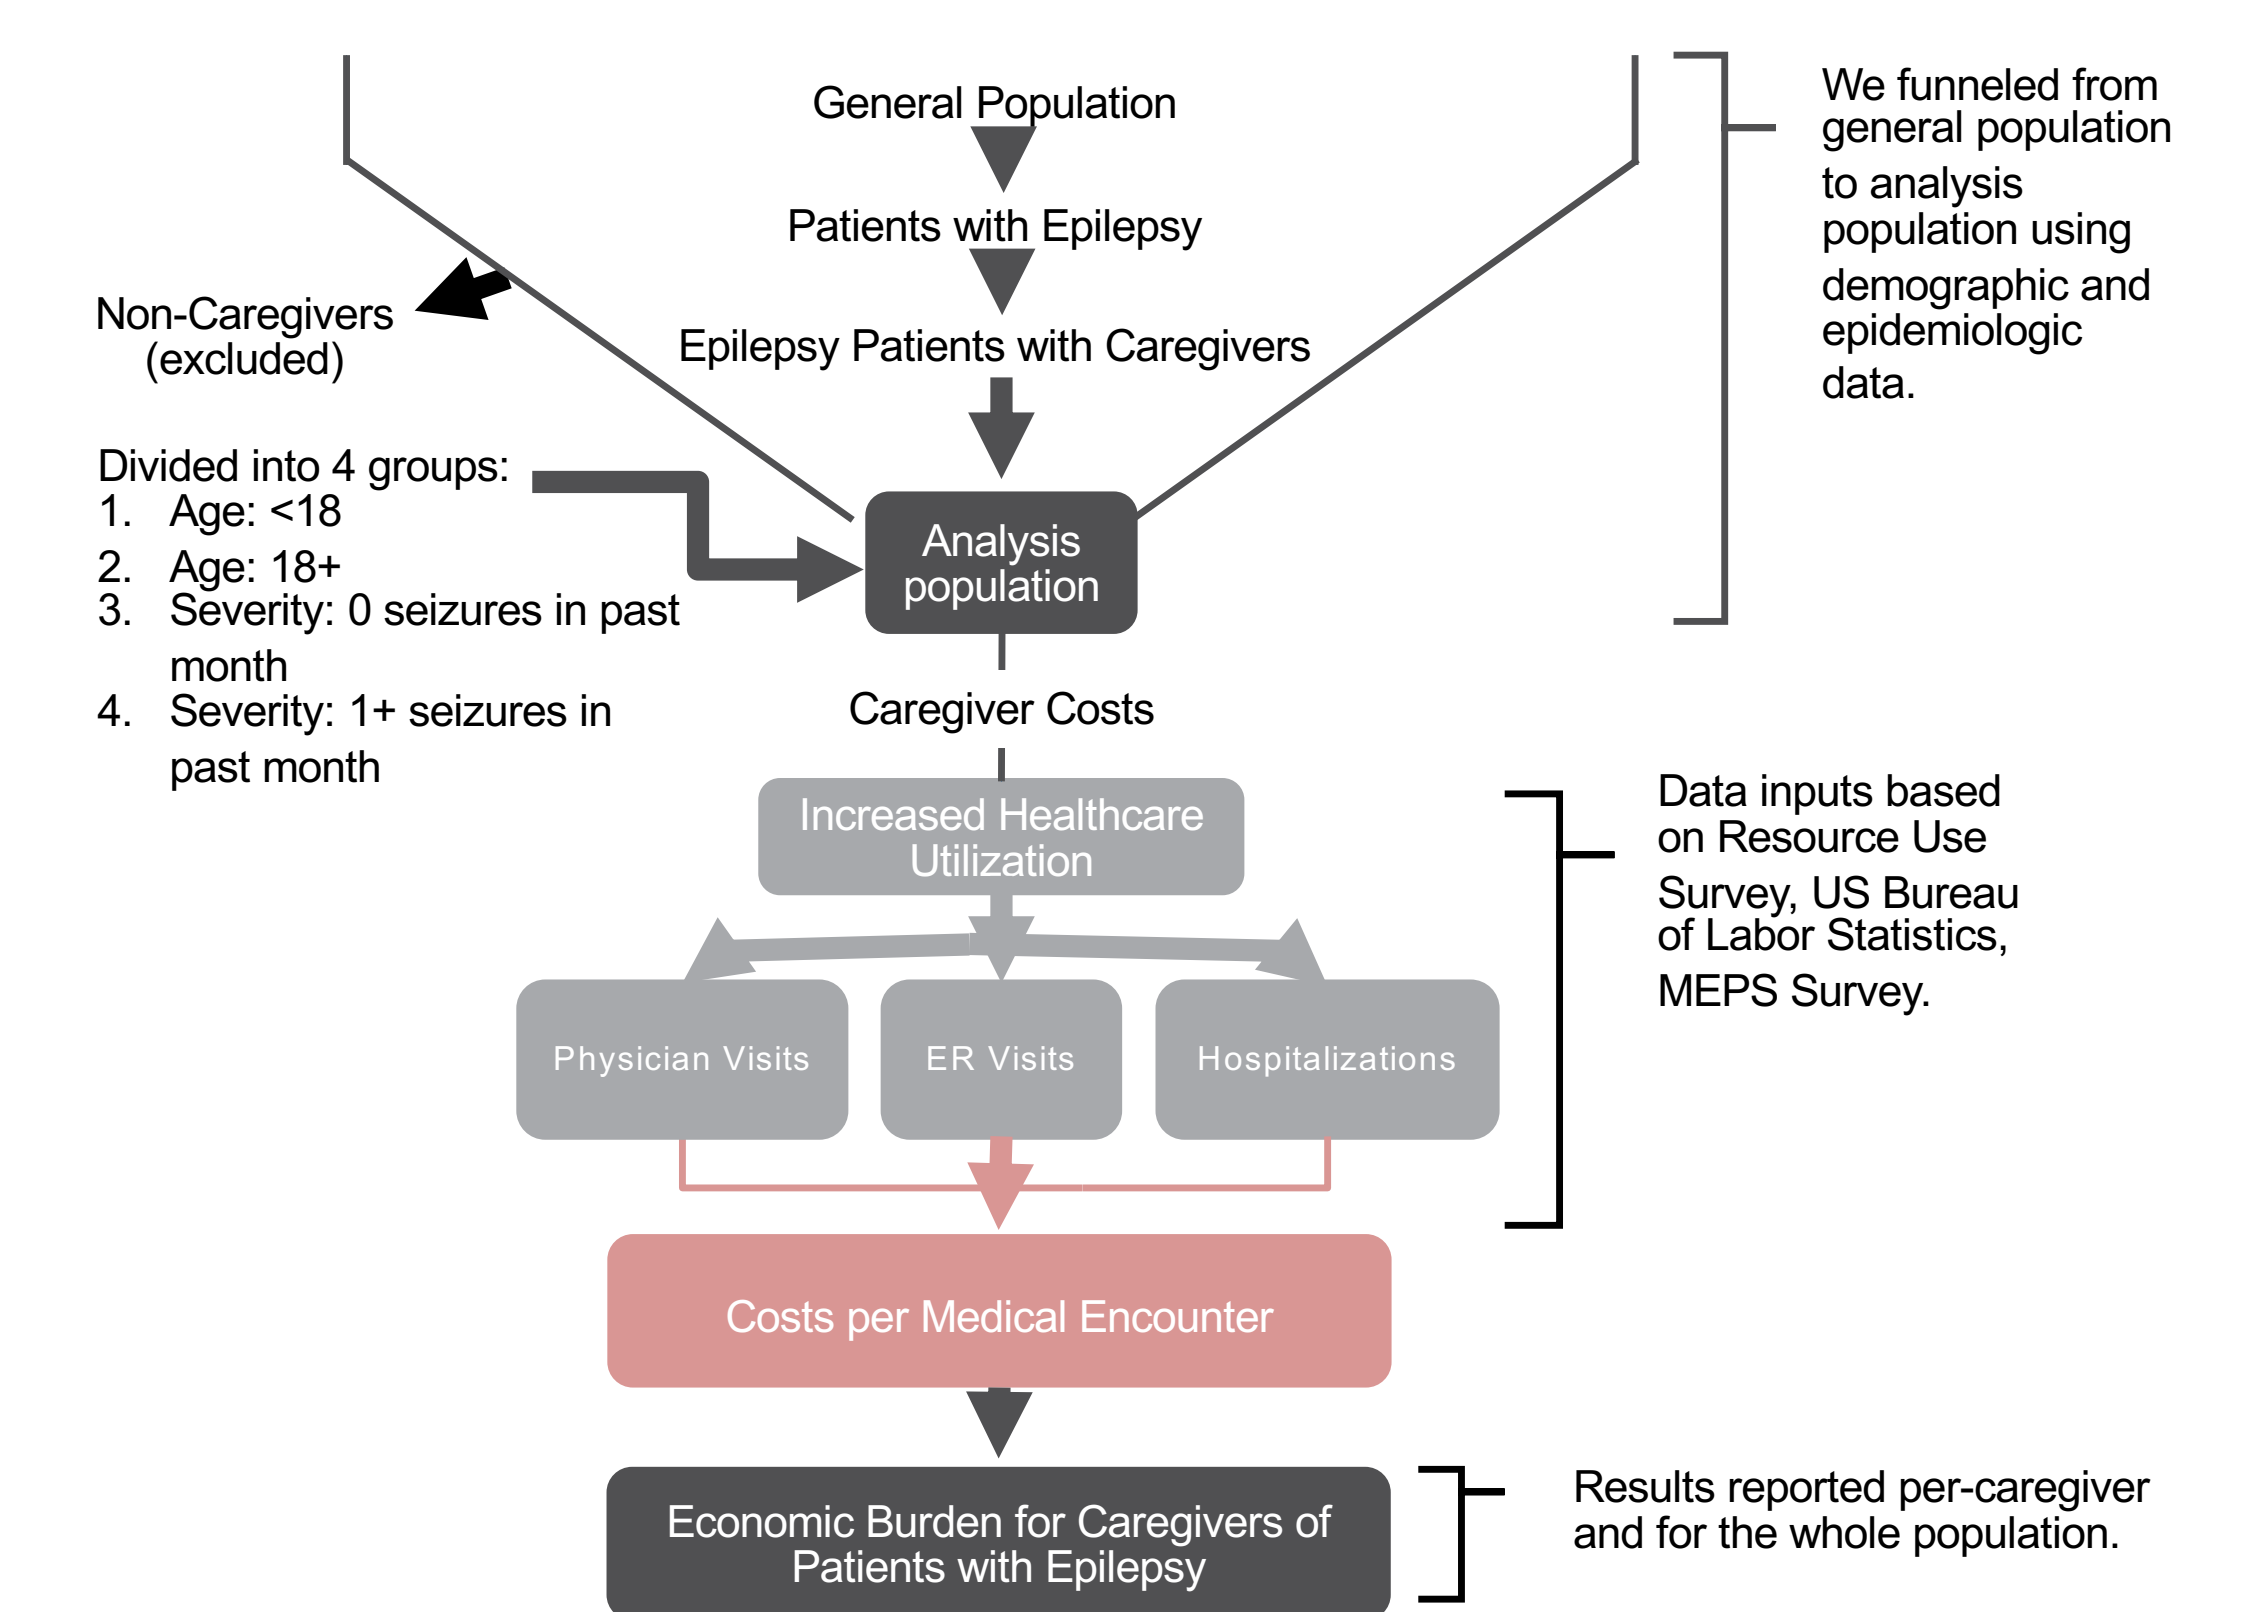 General Population
Patients with Epilepsy
Epilepsy Patients with Caregivers
We funneled from
general population
to analysis
population using
demographic and
epidemiologic
data.
Non-Caregivers
(excluded)
Divided into 4 groups:
1. Age: <18
2. Age: 18+
3. Severity: 0 seizures in past
month
4. Severity: 1+ seizures in
past month
Analysis
population
Caregiver Costs
Increased Healthcare
Utilization
Data inputs based
on Resource Use
Survey, US Bureau
of Labor Statistics,
MEPS Survey.
Physician Visits
ER Visits
Hospitalizations
Costs per Medical Encounter
Economic Burden for Caregivers of
Patients with Epilepsy
Results reported per-caregiver
and for the whole population.